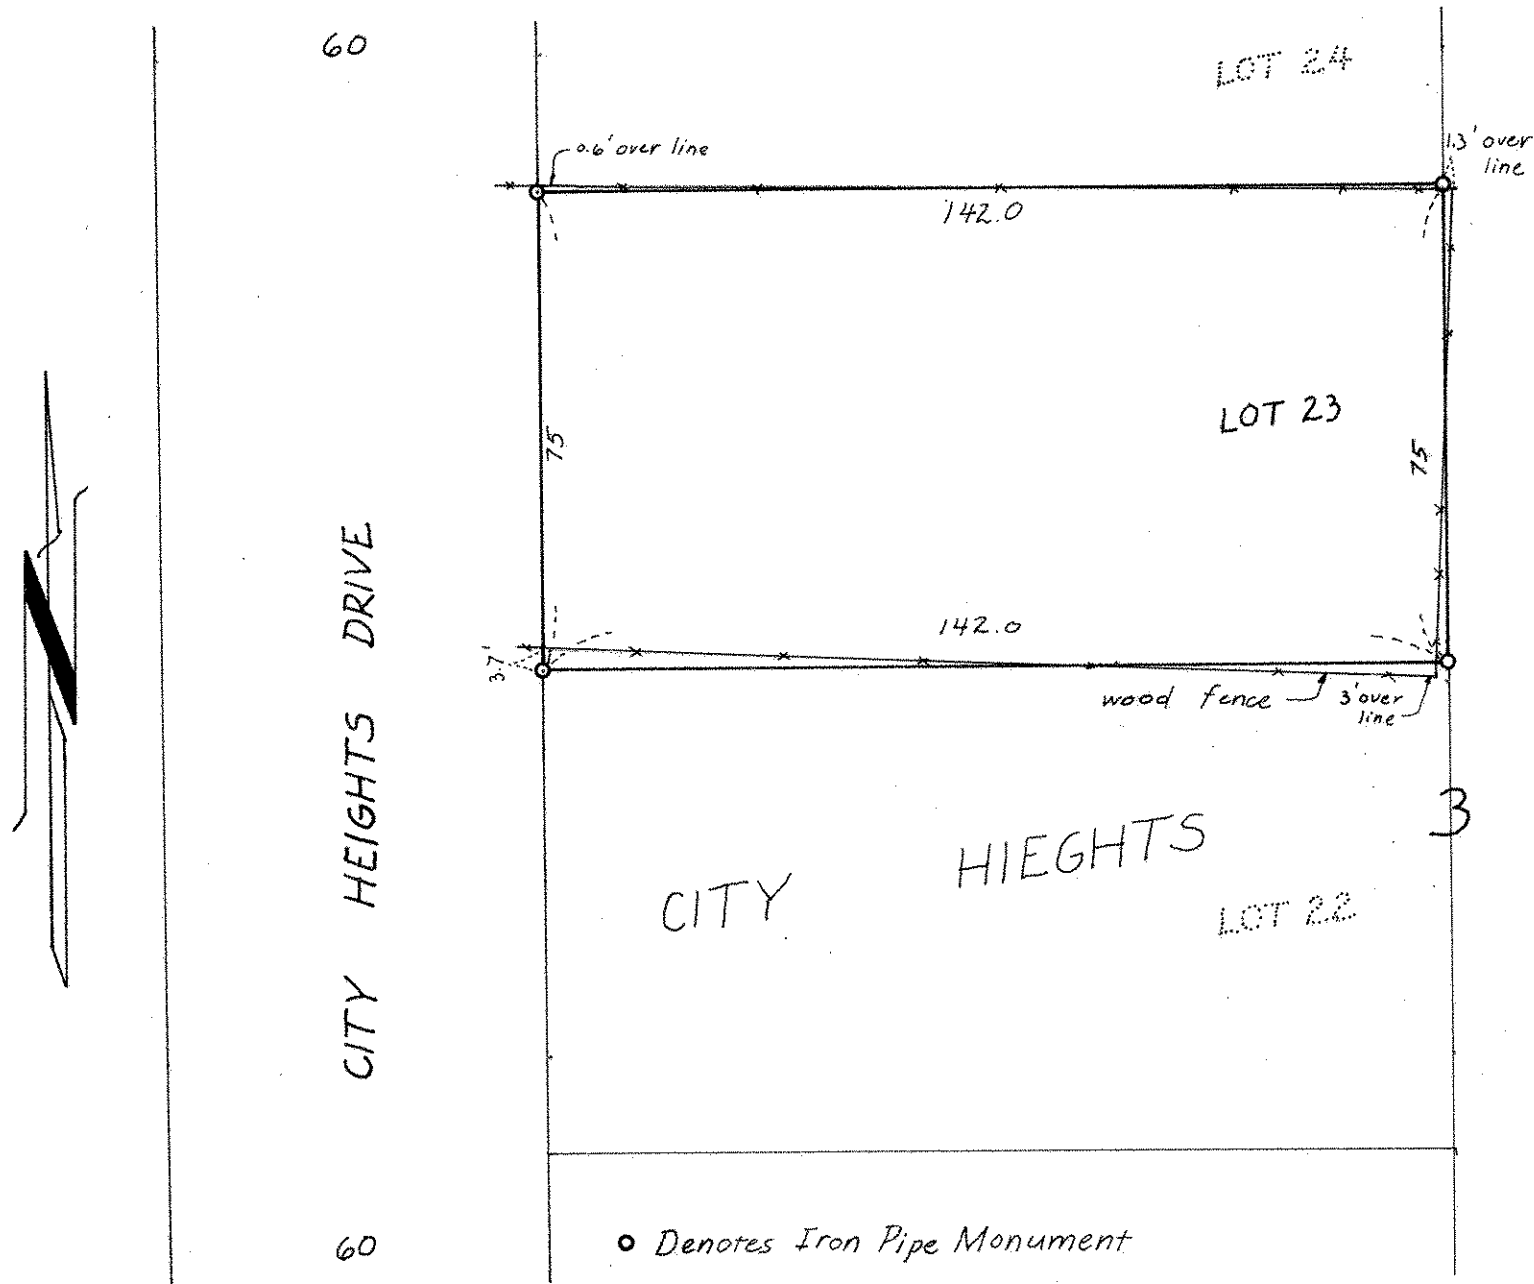 60
LOT 24
0.6' over line
1.3' over
line
142.0
LOT 23
75
75
CITY HEIGHTS DRIVE
142.0
3.7'
wood fence
3' over
line
3
CITY HIEGHTS
LOT 22
N
60
Denotes Iron Pipe Monument